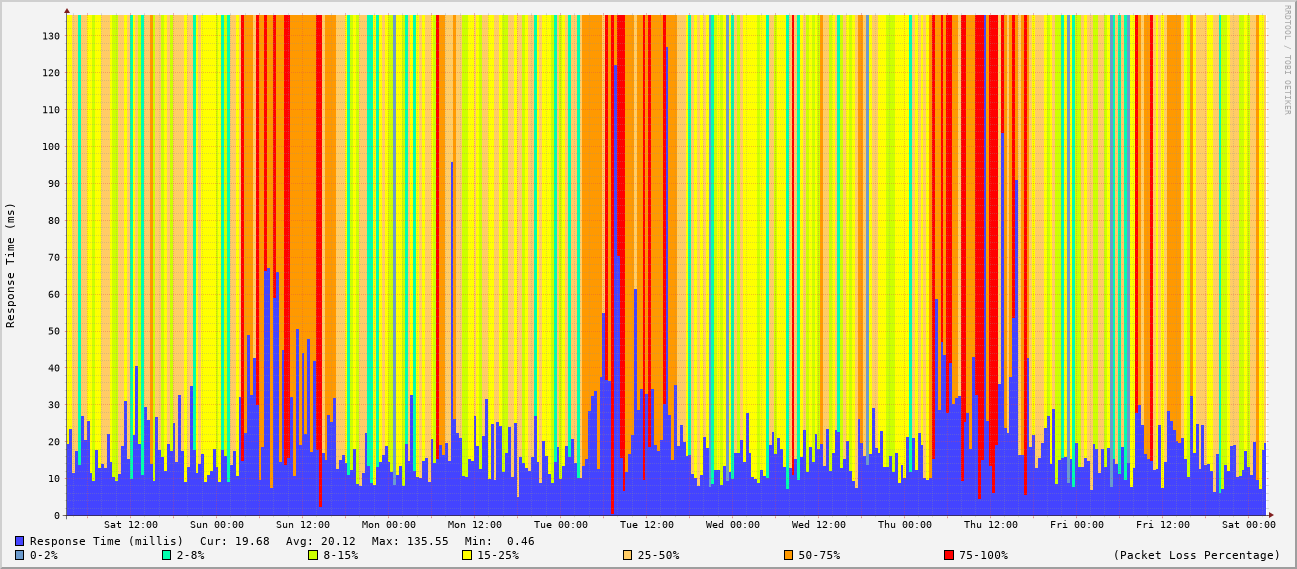 RRDTOOL / TOBI OETIKER
Response Time (ms)
130
120
110
100
90
80
70
60
50
40
30
20
10
0
Sat 12:00 Sun 00:00 Sun 12:00 Mon 00:00 Mon 12:00 Tue 00:00 Tue 12:00 Wed 00:00 Wed 12:00 Thu 00:00 Thu 12:00 Fri 00:00 Fri 12:00 Sat 00:00
Response Time (millis) Cur: 19.68 Avg: 20.12 Max: 135.55 Min: 0.46
0-2% 2-8% 8-15% 15-25% 25-50% 50-75% 75-100% (Packet Loss Percentage)